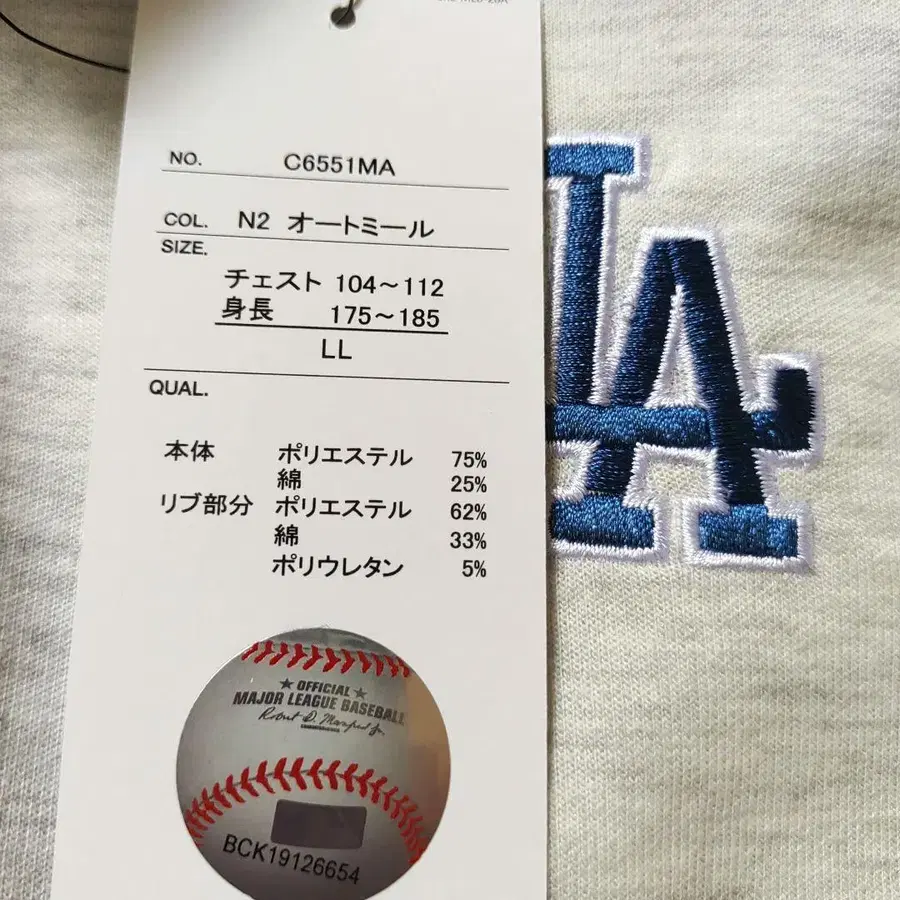 NO. C6551MA
COL. N2 オートミール
SIZE.
チェスト 104～112
身長 175～185
LL
QUAL.
本体 ポリエステル 75%
綿 25%
リブ部分 ポリエステル 62%
綿 33%
ポリウレタン 5%
★ OFFICIAL ★
MAJOR LEAGUE BASEBALL
Robert D. Manfred Jr.
BCK19126654
LA